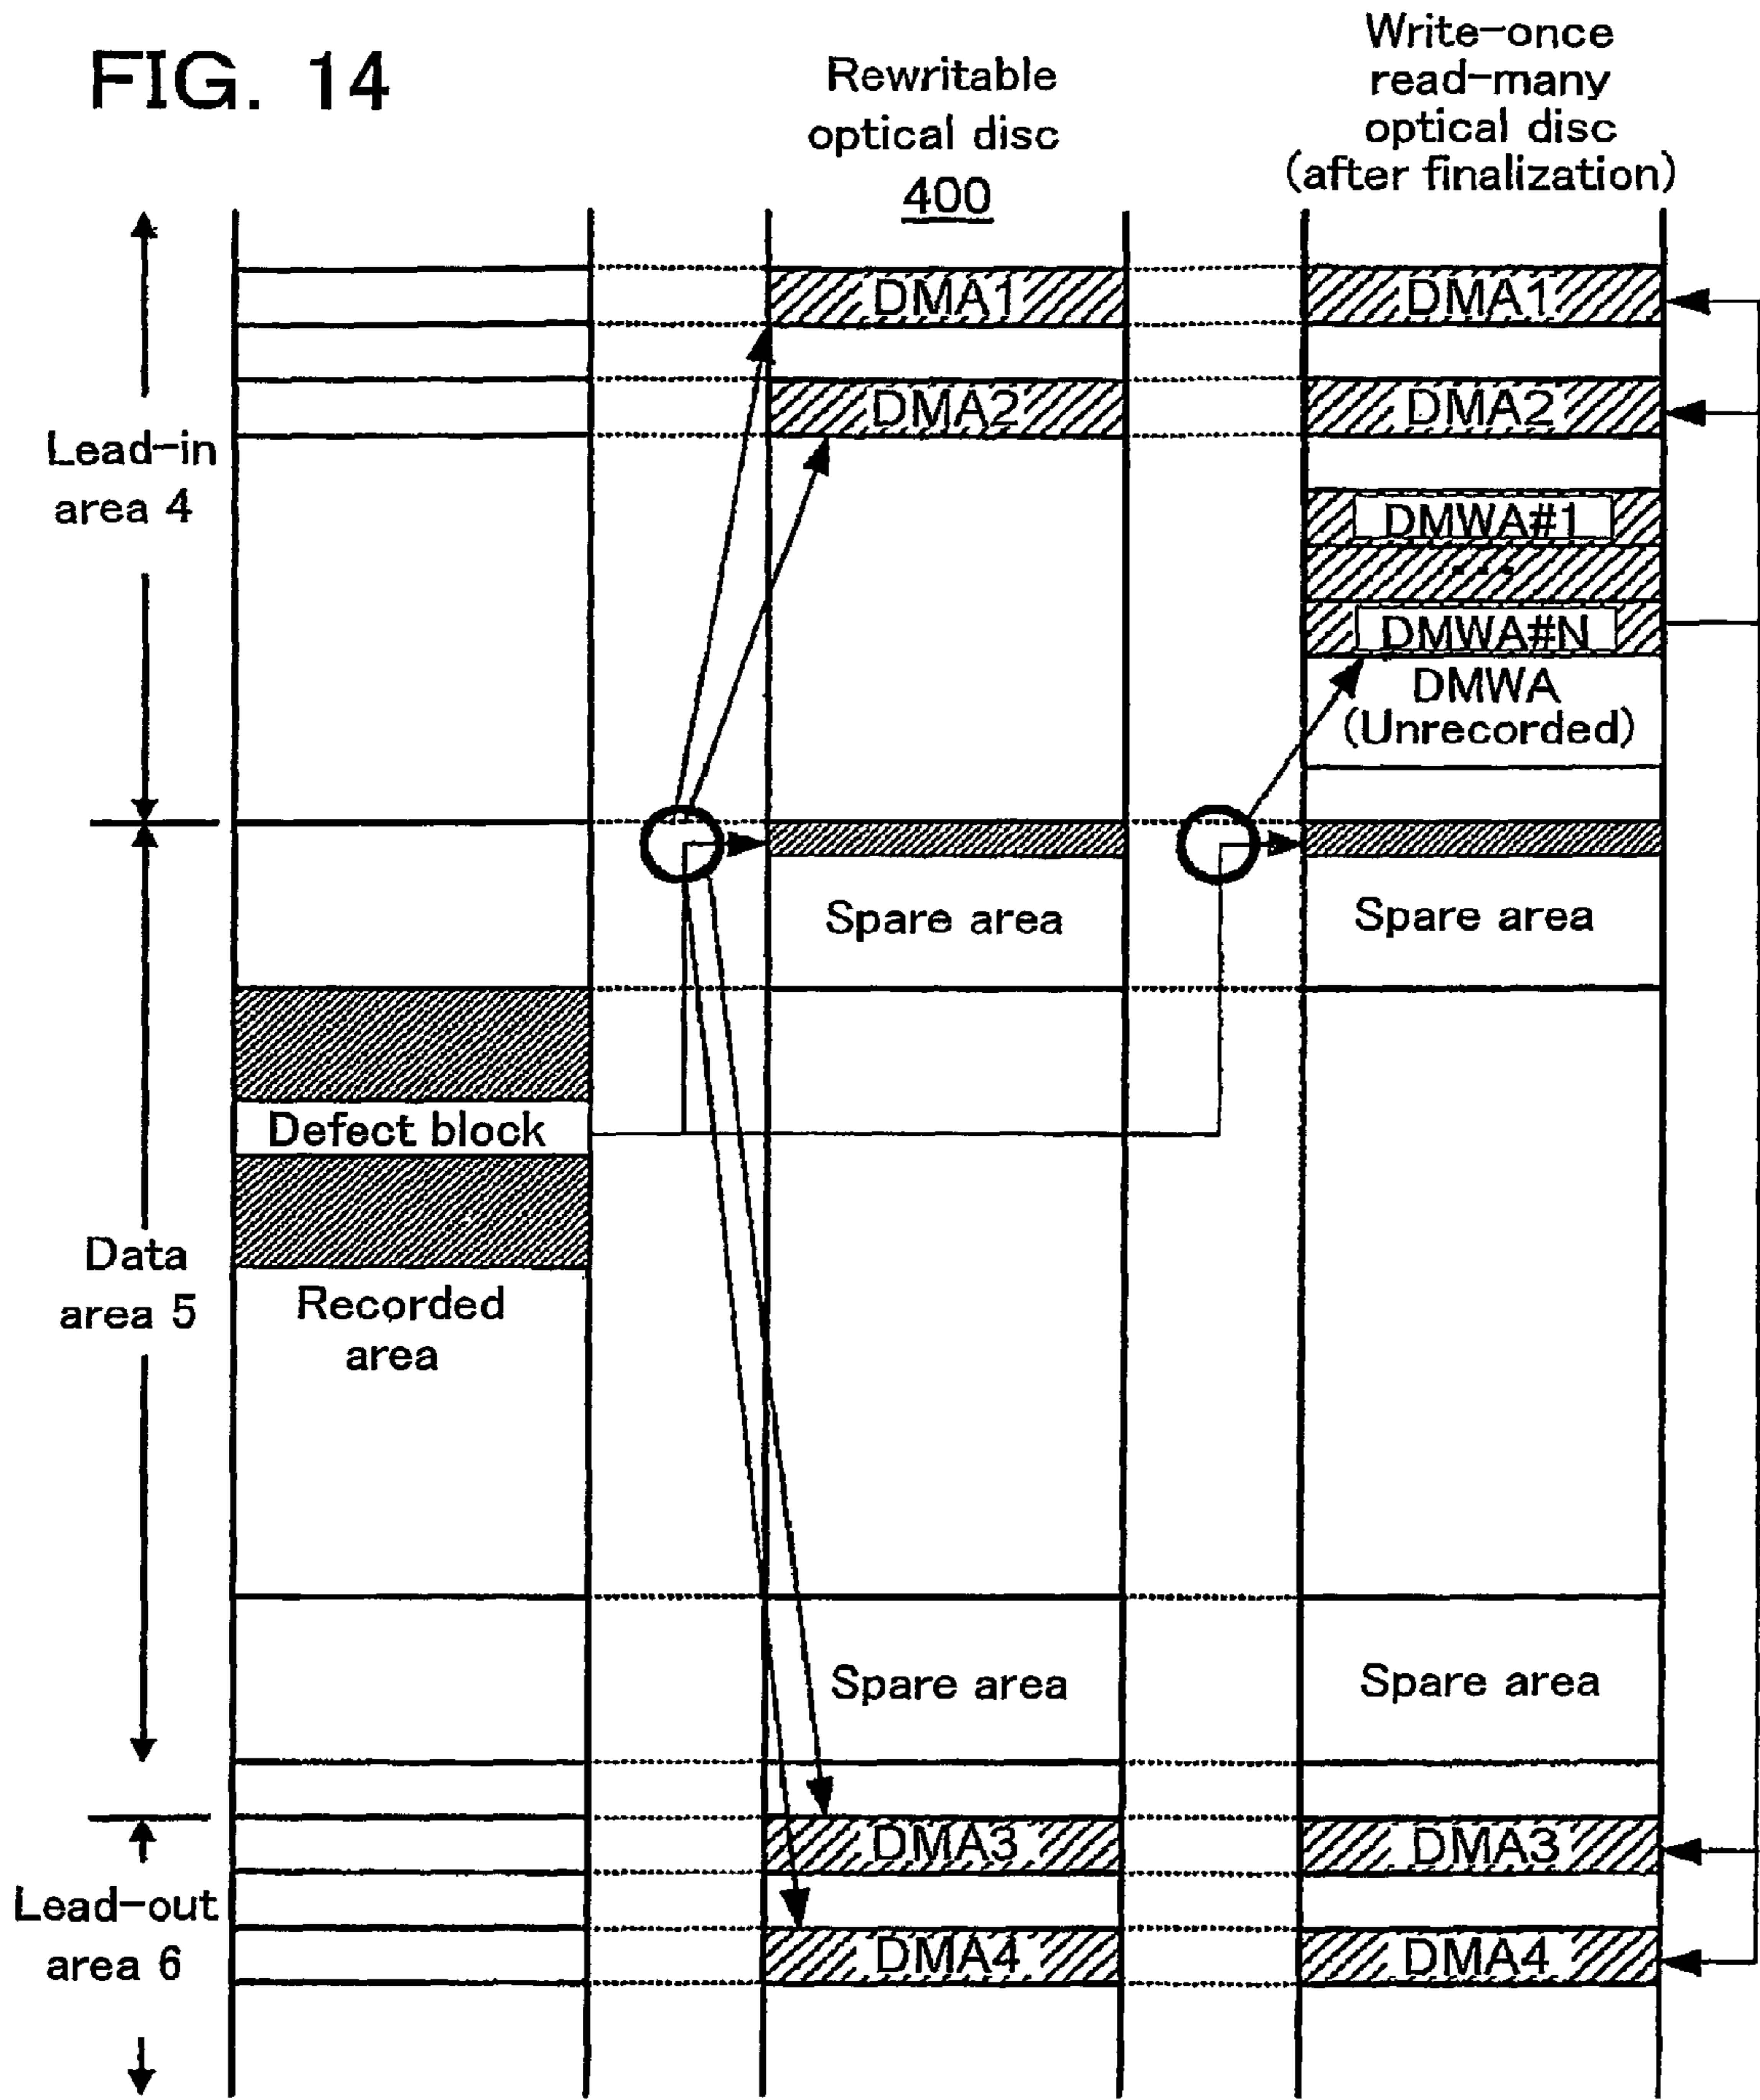 FIG. 14
Rewritable
optical disc
400
Write-once
read-many
optical disc
(after finalization)
Lead-in
area 4
DMA1
DMA1
DMA2
DMA2
DMWA#1
...
DMWA#N
DMWA
(Unrecorded)
Spare area
Spare area
Defect block
Data
area 5
Recorded
area
Spare area
Spare area
Lead-out
area 6
DMA3
DMA3
DMA4
DMA4